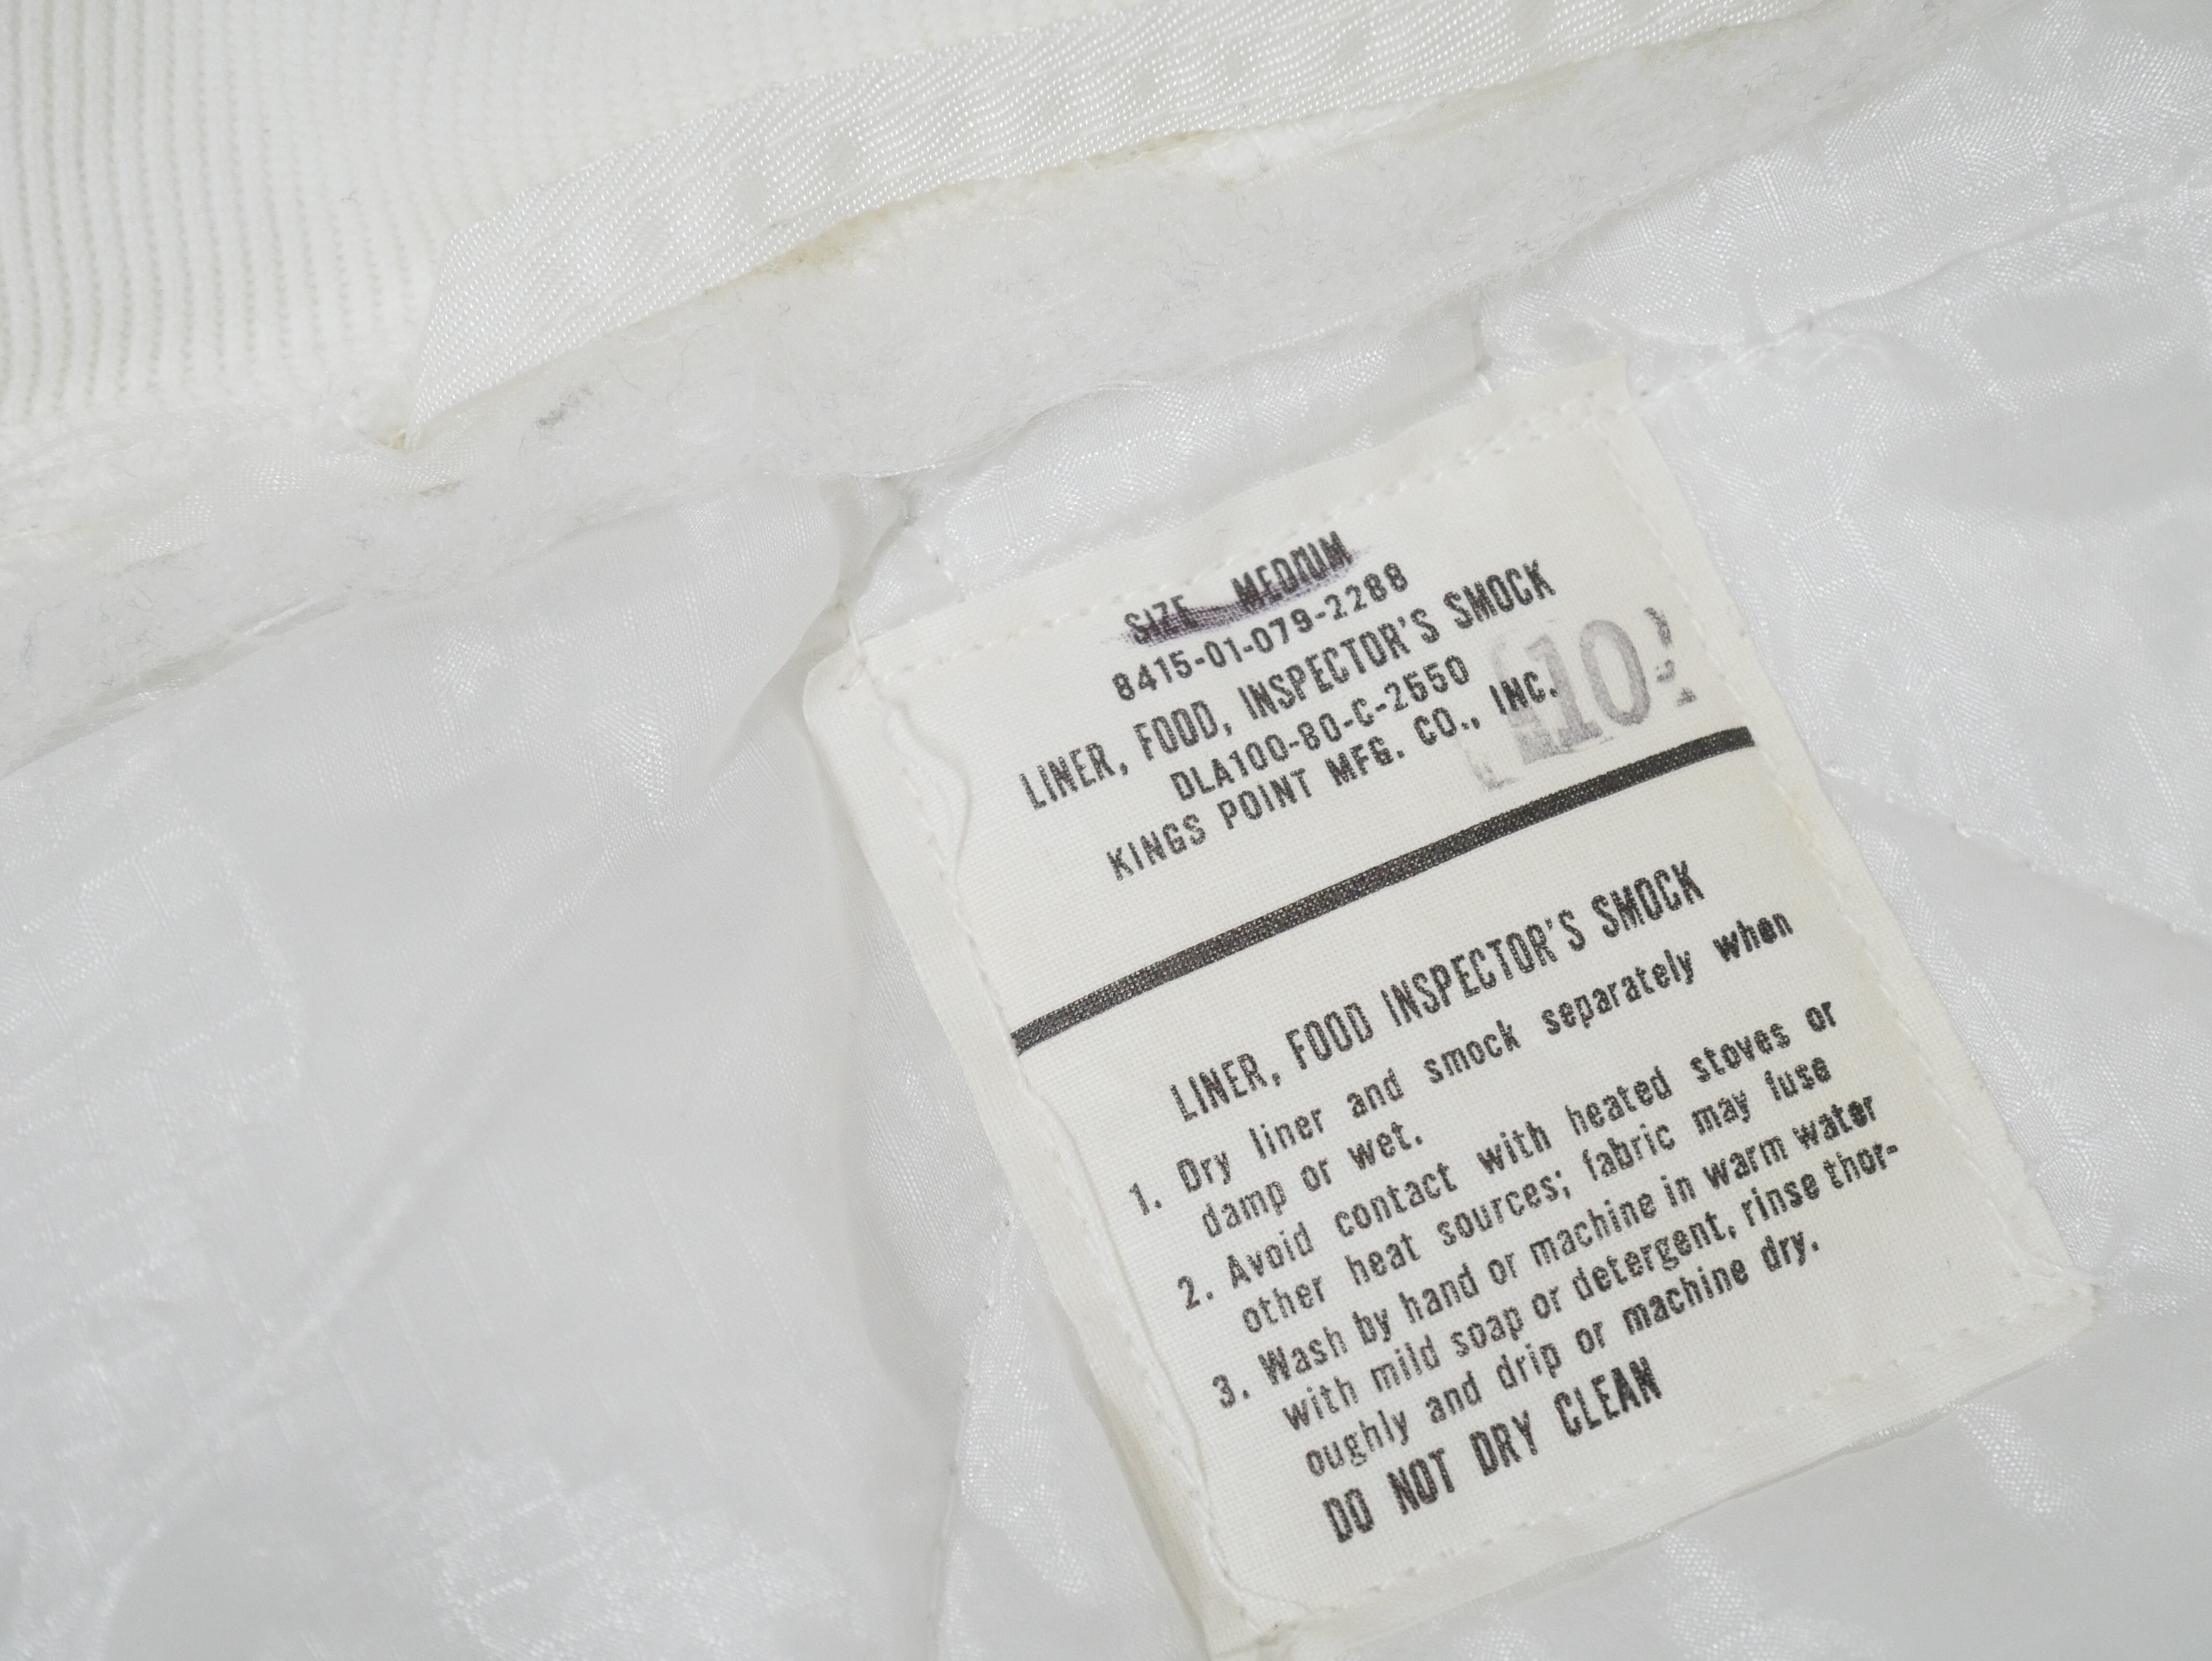 SIZE MEDIUM
8415-01-079-2288
LINER, FOOD, INSPECTOR'S SMOCK
DLA100-80-C-2550
KINGS POINT MFG. CO., INC.
10
LINER, FOOD INSPECTOR'S SMOCK
1. Dry liner and smock separately when
damp or wet.
2. Avoid contact with heated stoves or
other heat sources; fabric may fuse
3. Wash by hand or machine in warm water
with mild soap or detergent, rinse thor-
oughly and drip or machine dry.
DO NOT DRY CLEAN